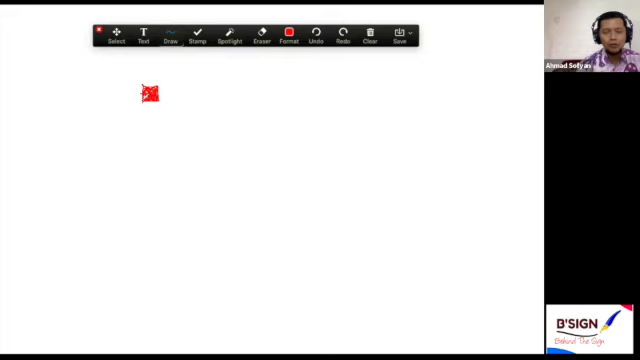 Select Text Draw Stamp Spotlight Eraser Format Undo Redo Clear Save
Ahmad Sofyan
B'SIGN
Behind The Sign